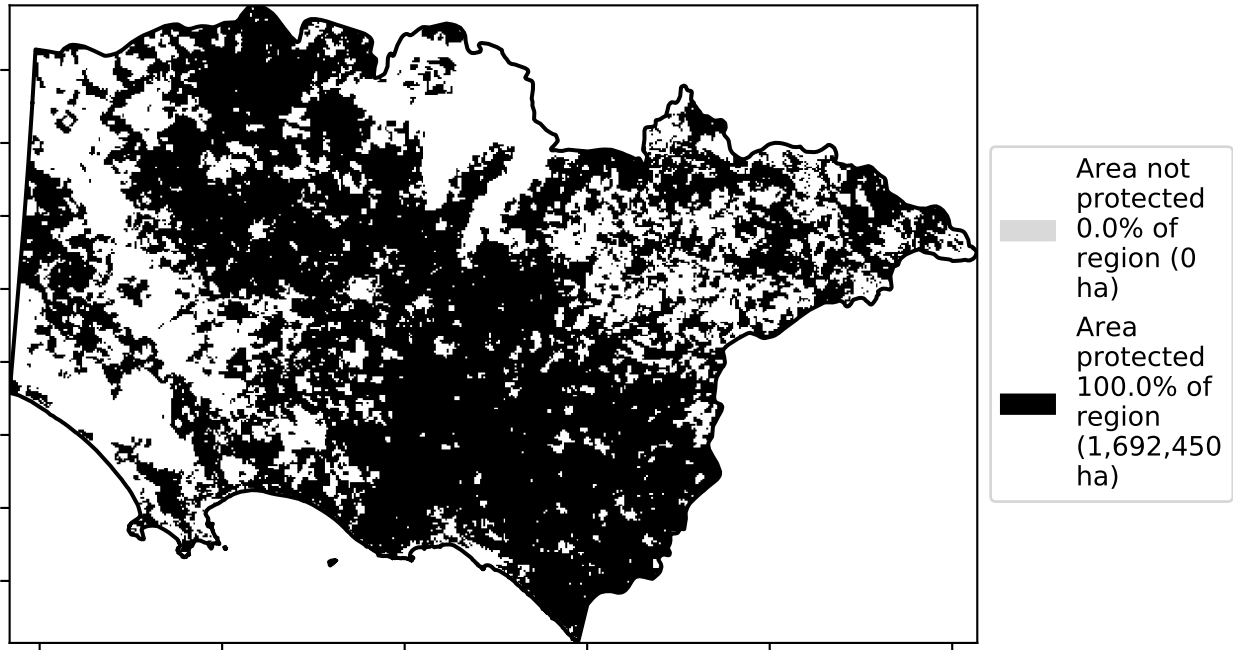 Area not
protected
0.0% of
region (0
ha)
Area
protected
100.0% of
region
(1,692,450
ha)